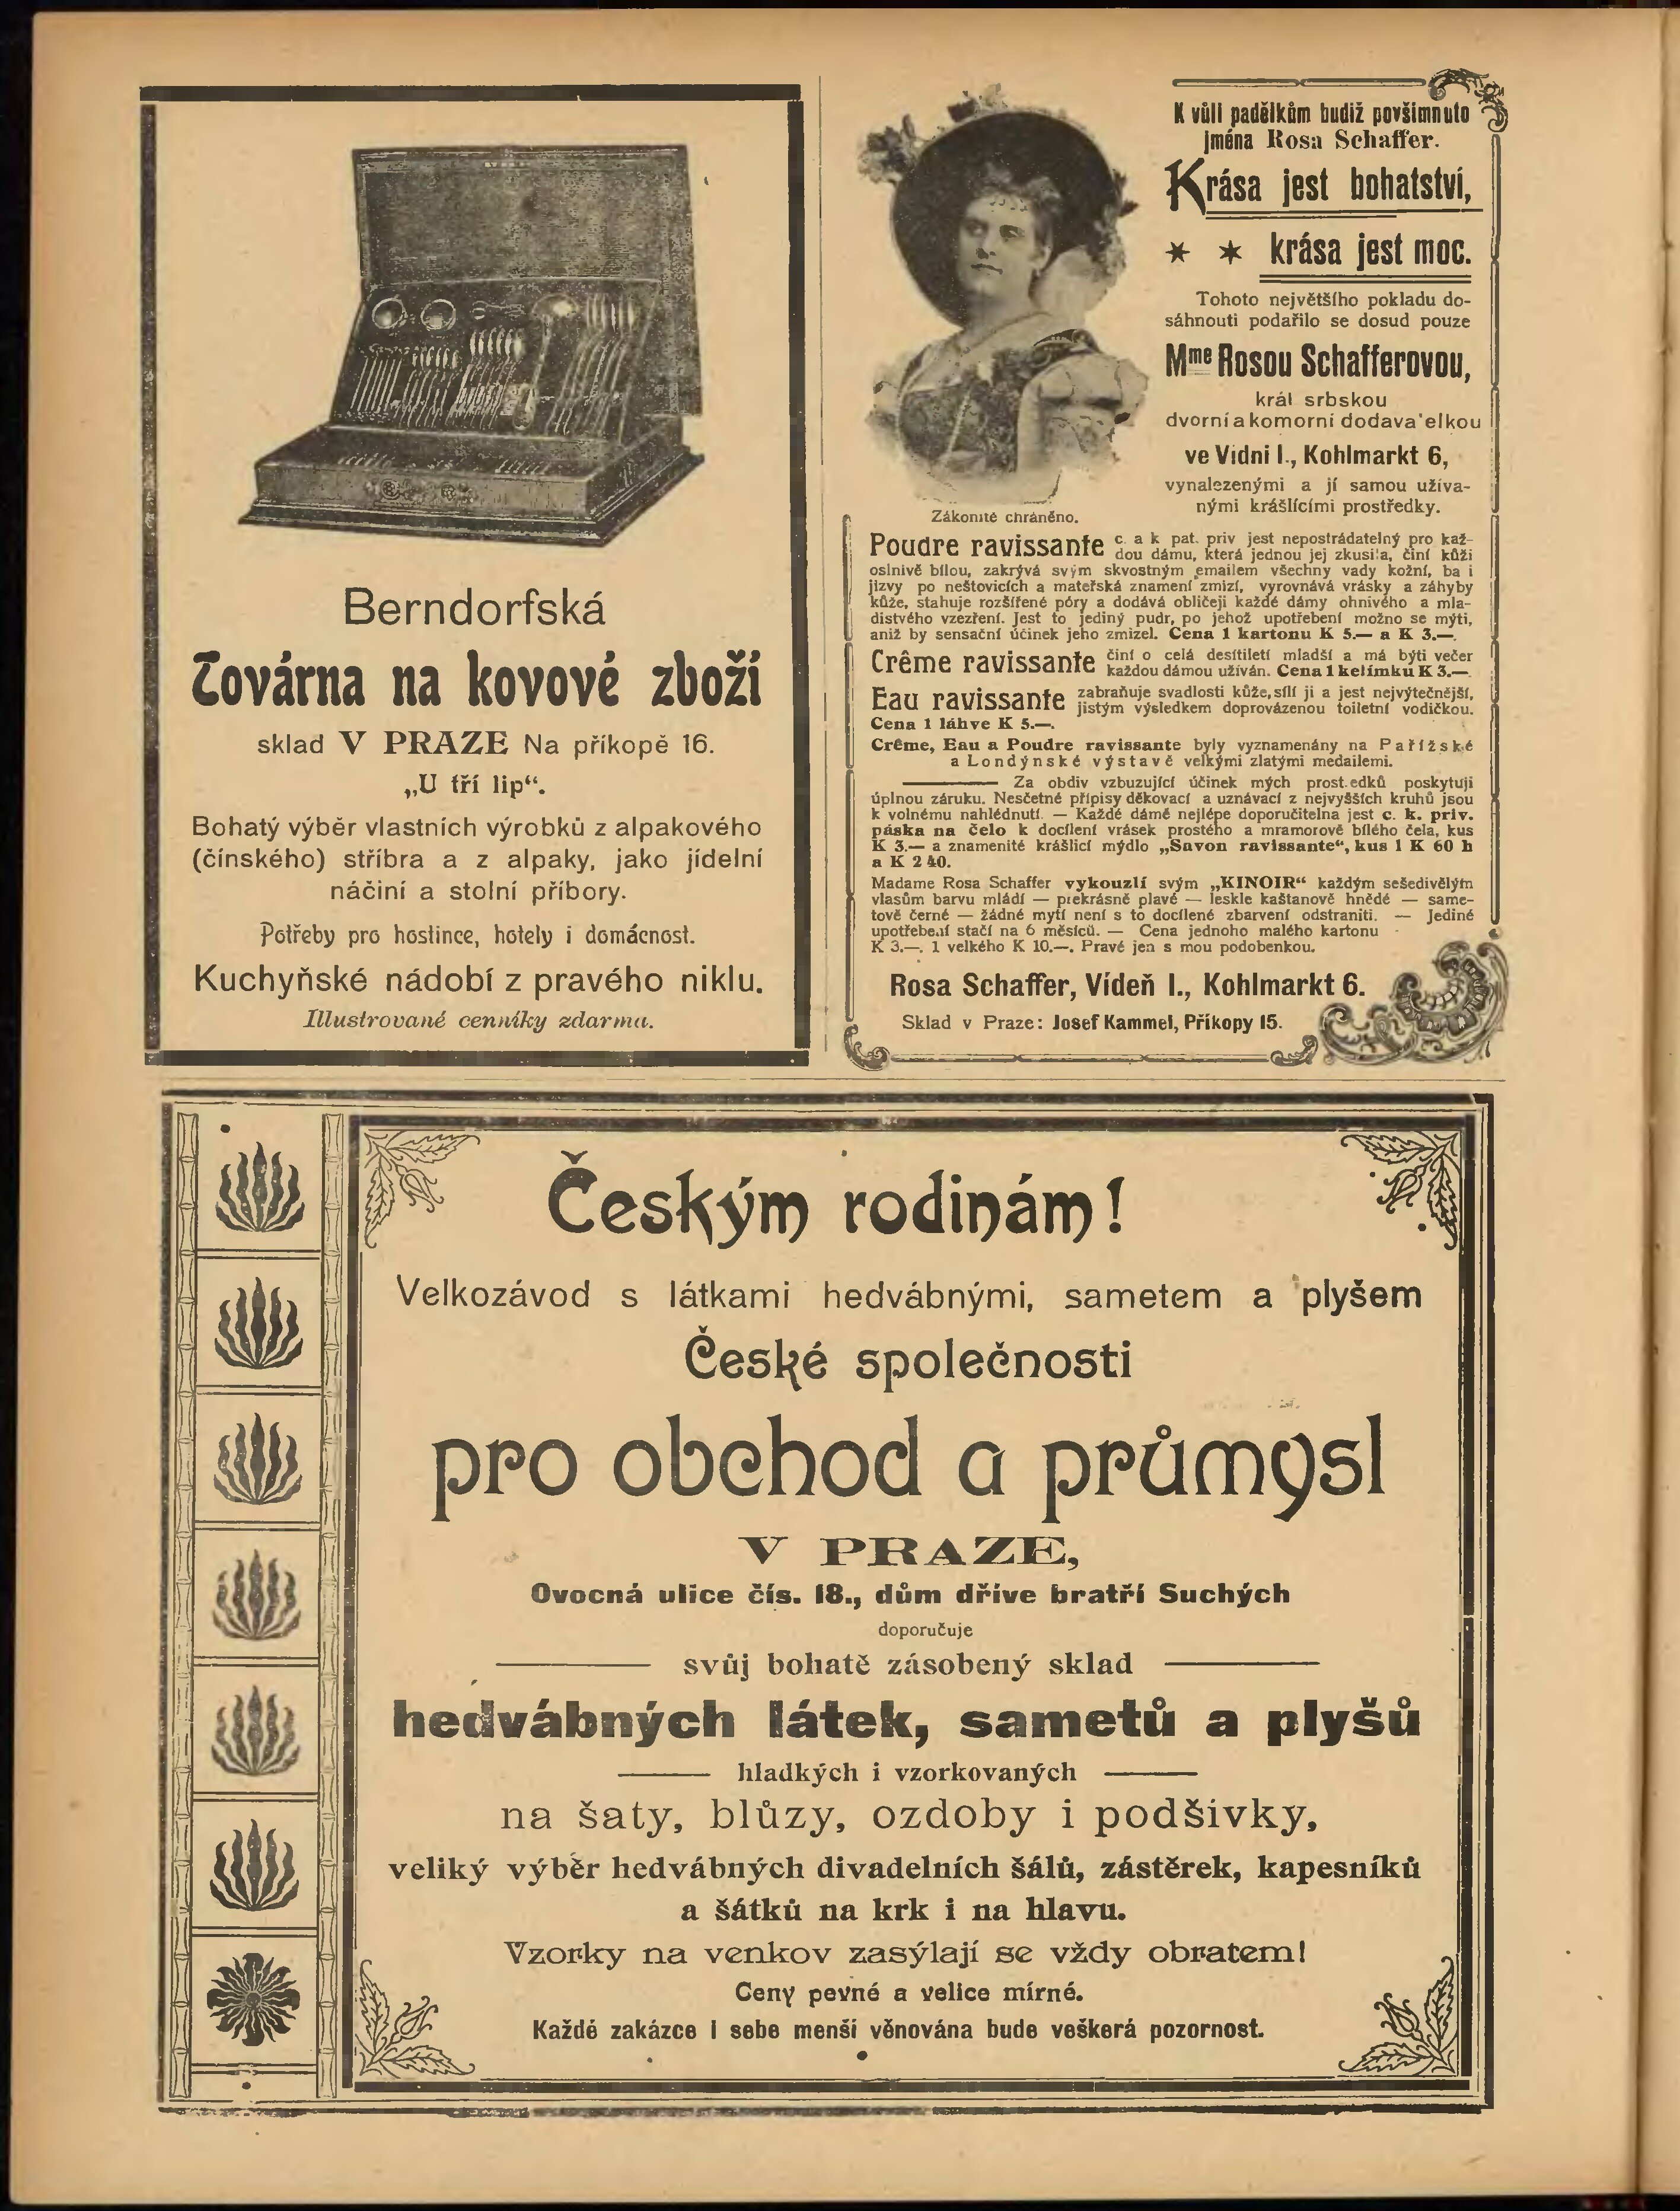 Berndorfská
Továrna na kovové zboží
sklad V PRAZE Na příkopě 16.
„U tří lip“.
Bohatý výběr vlastních výrobků z alpakového
(čínského) stříbra a z alpaky, jako jídelní
náčiní a stolní příbory.
Potřeby pro hostince, hotely i domácnost.
Kuchyňské nádobí z pravého niklu.
Illustrované cenníky zdarma.
K vůli padělkům budiž povšimnuto
jména Rosa Schaffer.
Krása jest bohatství,
krása jest moc.
Tohoto největšího pokladu do-
sáhnouti podařilo se dosud pouze
Mme Rosou Schafferovou,
král srbskou
dvorní a komorní dodava'elkou
ve Vídni I., Kohlmarkt 6,
vynalezenými a jí samou užíva-
nými krášlícími prostředky.
Zákonitě chráněno.
Poudre ravissante c. a k pat. priv jest nepostrádatelný pro kaž-
dou dámu, která jednou jej zkusila, činí kůži
oslnivě bílou, zakrývá svým skvostným emailem všechny vady kožní, ba i
jizvy po neštovicích a mateřská znamení zmizí, vyrovnává vrásky a záhyby
kůže, stahuje rozšířené póry a dodává obličeji každé dámy ohnivého a mla-
distvého vzezření. Jest to jediný pudr, po jehož upotřebení možno se mýti,
aniž by sensační účinek jeho zmizel. Cena 1 kartonu K 5.— a K 3.—.
Crême ravissante činí o celá desítiletí mladší a má býti večer
každou dámou užíván. Cena 1 kelímku K 3.—.
Eau ravissante zabraňuje svadlosti kůže, sílí ji a jest nejvýtečnější,
jistým výsledkem doprovázenou toiletní vodičkou.
Cena 1 láhve K 5.—.
Crême, Eau a Poudre ravissante byly vyznamenány na Pařížské
a Londýnské výstavě velkými zlatými medailemi.
Za obdiv vzbuzující účinek mých prost.edků poskytuji
úplnou záruku. Nesčetné přípisy děkovací a uznávací z nejvyšších kruhů jsou
k volnému nahlédnutí. — Každé dámě nejlépe doporučitelna jest c. k. priv.
páska na čelo k docílení vrásek prostého a mramorově bílého čela, kus
K 3.— a znamenité krášlicí mýdlo „Savon ravissante“, kus 1 K 60 h
a K 2 40.
Madame Rosa Schaffer vykouzlí svým „KINOIR“ každým sešedivělým
vlasům barvu mládí — překrásně plavé — leskle kaštanově hnědé — same-
tově černé — žádné mytí není s to docílené zbarvení odstraniti. — Jediné
upotřebení stačí na 6 měsíců. — Cena jednoho malého kartonu
K 3.—, 1 velkého K 10.—. Pravé jen s mou podobenkou.
Rosa Schaffer, Vídeň I., Kohlmarkt 6.
Sklad v Praze: Josef Kammel, Příkopy 15.
Českým rodinám!
Velkozávod s látkami hedvábnými, sametem a plyšem
České společnosti
pro obchod a průmysl
V PRAZE,
Ovocná ulice čís. 18., dům dříve bratří Suchých
doporučuje
svůj bohatě zásobený sklad
hedvábných látek, sametů a plyšů
hladkých i vzorkovaných
na šaty, blůzy, ozdoby i podšivky,
veliký výběr hedvábných divadelních šálů, zástěrek, kapesníků
a šátků na krk i na hlavu.
Vzorky na venkov zasýlají se vždy obratem!
Ceny pevné a velice mírné.
Každé zakázce i sebe menší věnována bude veškerá pozornost.